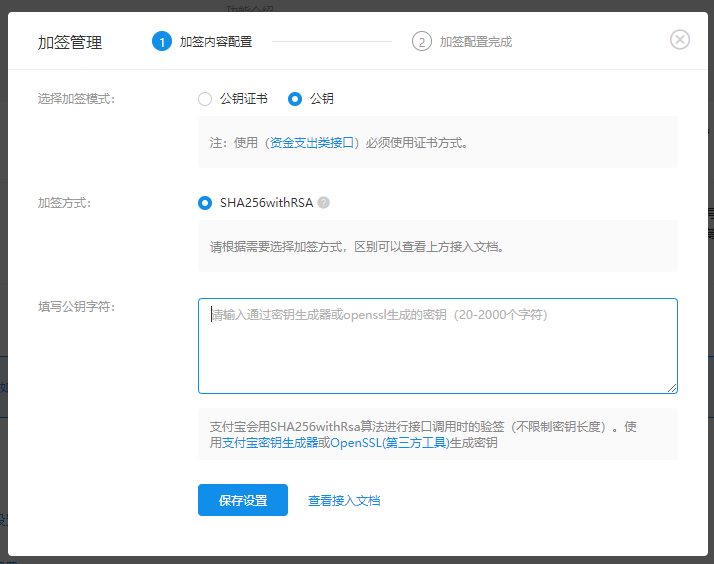 加签管理
1 加签内容配置
2 加签配置完成
选择加签模式：
公钥证书 公钥
注：使用（资金支出类接口）必须使用证书方式。
加签方式：
SHA256withRSA ?
请根据需要选择加签方式，区别可以查看上方接入文档。
填写公钥字符：
请输入通过密钥生成器或openssl生成的密钥（20-2000个字符）
支付宝会用SHA256withRsa算法进行接口调用时的验签（不限制密钥长度）。使
用支付宝密钥生成器或OpenSSL(第三方工具)生成密钥
保存设置 查看接入文档